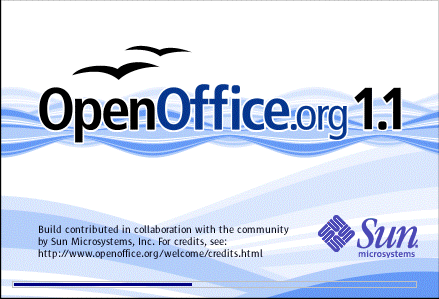 OpenOffice.org 1.1
Build contributed in collaboration with the community
by Sun Microsystems, Inc. For credits, see:
http://www.openoffice.org/welcome/credits.html
Sun
microsystems